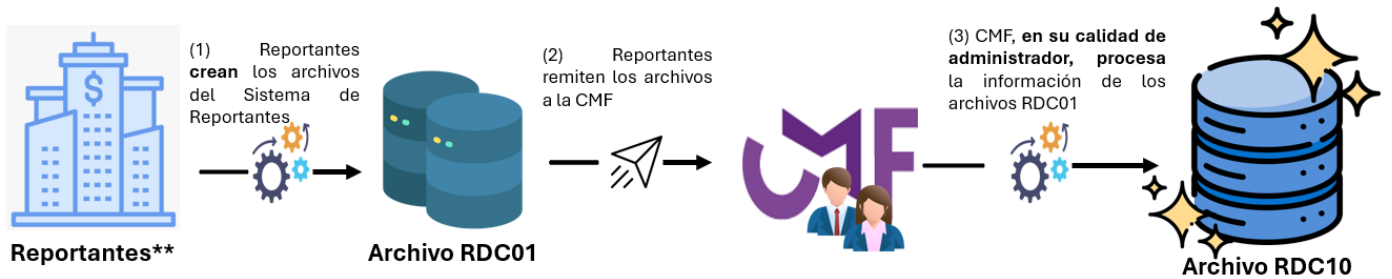 (1) Reportantes
crean los archivos
del Sistema de
Reportantes
(2) Reportantes
remiten los archivos
a la CMF
(3) CMF, en su calidad de
administrador, procesa
la información de los
archivos RDC01
$
CMF
Reportantes**
Archivo RDC01
Archivo RDC10